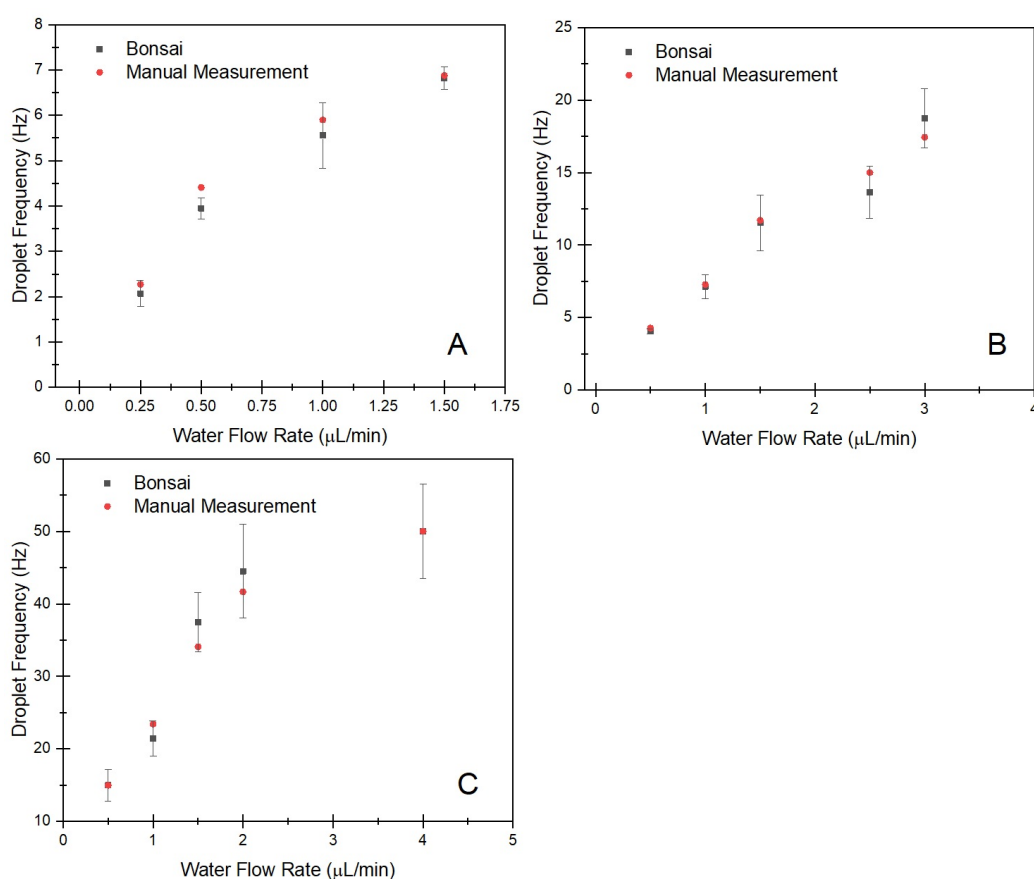 8
7
6
5
4
3
2
1
0
Droplet Frequency (Hz)
Bonsai
Manual Measurement
A
0.00 0.25 0.50 0.75 1.00 1.25 1.50 1.75
Water Flow Rate (μL/min)
25
20
15
10
5
0
Droplet Frequency (Hz)
Bonsai
Manual Measurement
B
0 1 2 3 4
Water Flow Rate (μL/min)
60
50
40
30
20
10
Droplet Frequency (Hz)
Bonsai
Manual Measurement
C
0 1 2 3 4 5
Water Flow Rate (μL/min)